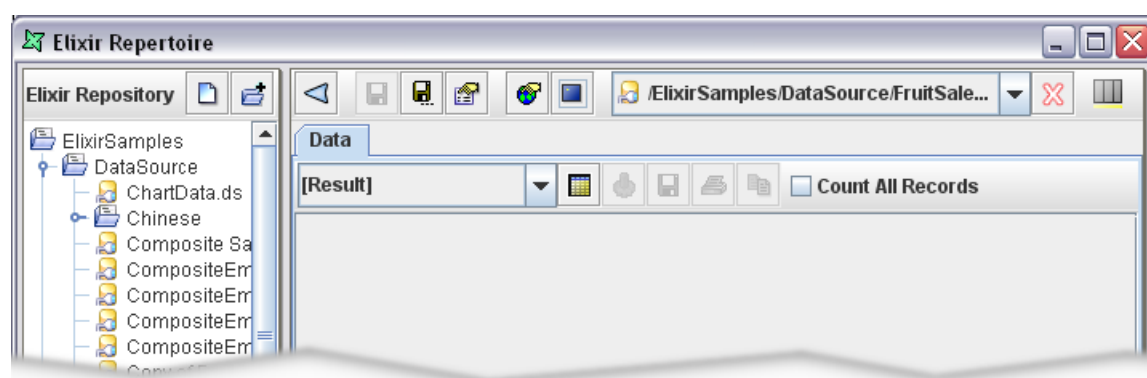 Elixir Repertoire
Elixir Repository
/ElixirSamples/DataSource/FruitSale...
ElixirSamples
DataSource
ChartData.ds
Chinese
Composite Sa
CompositeEm
CompositeEm
CompositeEm
CompositeEm
Data
[Result]
Count All Records